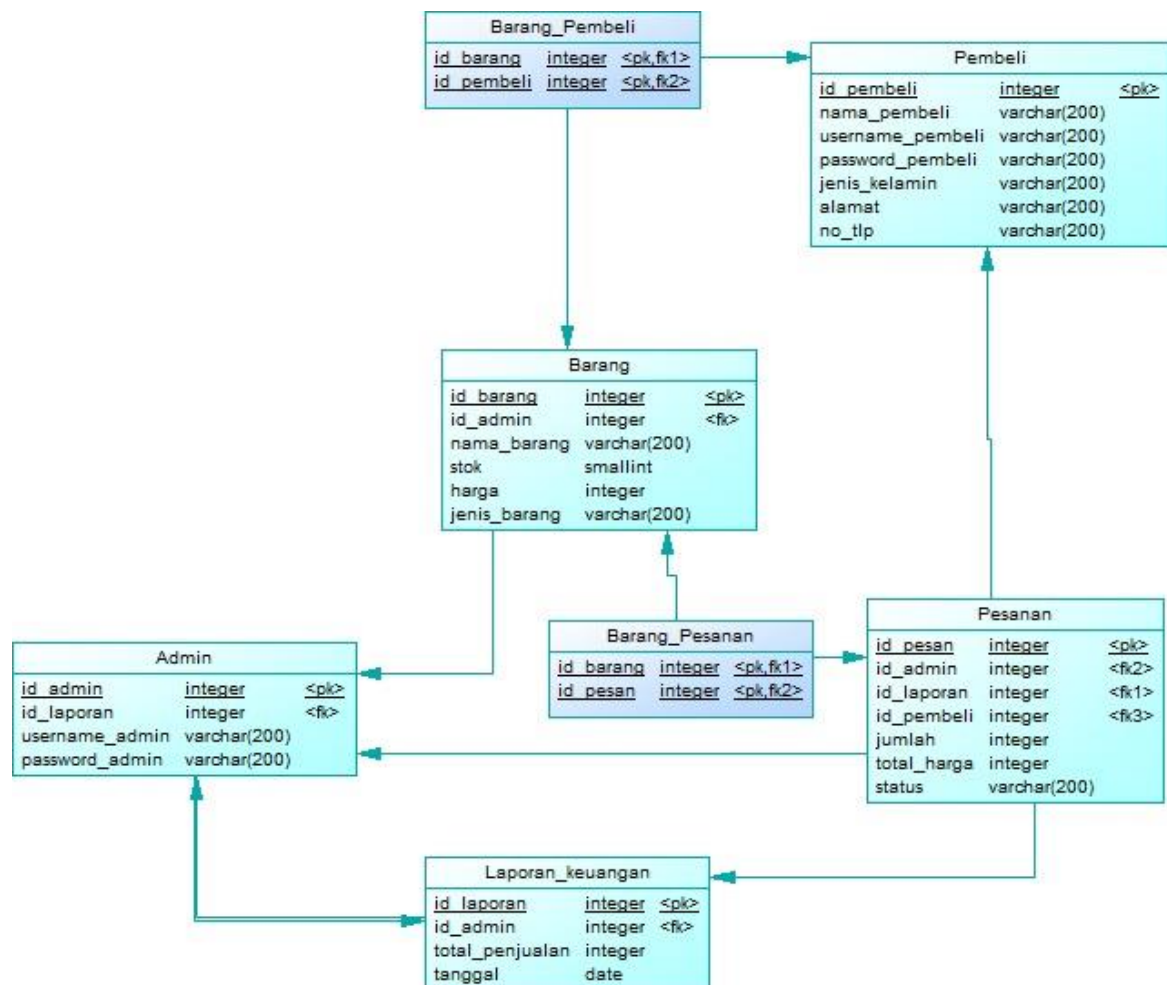 Barang_Pembeli
id_barang integer <pk,fk1>
id_pembeli integer <pk,fk2>
Pembeli
id_pembeli integer <pk>
nama_pembeli varchar(200)
username_pembeli varchar(200)
password_pembeli varchar(200)
jenis_kelamin varchar(200)
alamat varchar(200)
no_tlp varchar(200)
Barang
id_barang integer <pk>
id_admin integer <fk>
nama_barang varchar(200)
stok smallint
harga integer
jenis_barang varchar(200)
Barang_Pesanan
id_barang integer <pk,fk1>
id_pesan integer <pk,fk2>
Pesanan
id_pesan integer <pk>
id_admin integer <fk2>
id_laporan integer <fk1>
id_pembeli integer <fk3>
jumlah integer
total_harga integer
status varchar(200)
Admin
id_admin integer <pk>
id_laporan integer <fk>
username_admin varchar(200)
password_admin varchar(200)
Laporan_keuangan
id_laporan integer <pk>
id_admin integer <fk>
total_penjualan integer
tanggal date